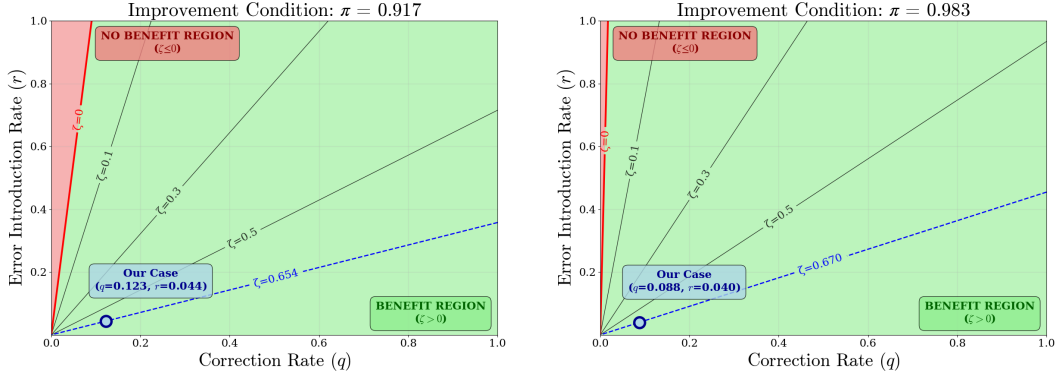 Improvement Condition: π = 0.917
NO BENEFIT REGION
(ζ≤0)
ζ=0
ζ=0.1
ζ=0.3
ζ=0.5
ζ=0.654
Our Case
(q=0.123, r=0.044)
BENEFIT REGION
(ζ > 0)
Error Introduction Rate (r)
1.0
0.8
0.6
0.4
0.2
0.0
0.2
0.4
0.6
0.8
1.0
Correction Rate (q)
Improvement Condition: π = 0.983
NO BENEFIT REGION
(ζ≤0)
ζ=0
ζ=0.1
ζ=0.3
ζ=0.5
ζ=0.670
Our Case
(q=0.088, r=0.040)
BENEFIT REGION
(ζ > 0)
Error Introduction Rate (r)
1.0
0.8
0.6
0.4
0.2
0.0
0.2
0.4
0.6
0.8
1.0
Correction Rate (q)